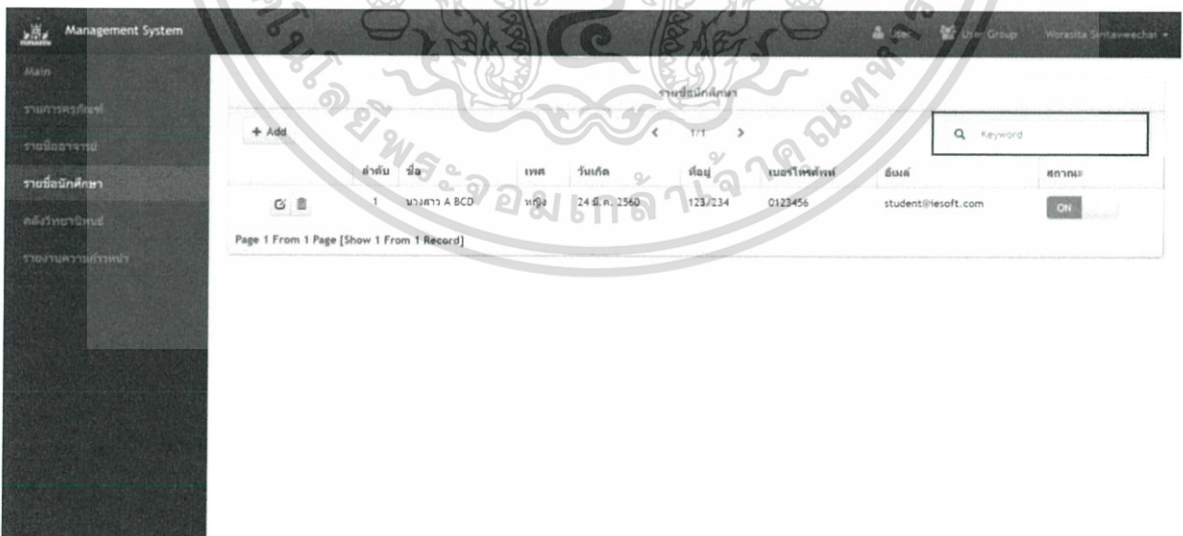 Management System
User
User Group
Worasita Sintaweechai
Main
รายการครุภัณฑ์
รายชื่ออาจารย์
รายชื่อนักศึกษา
คลังวิทยานิพนธ์
รายงานความก้าวหน้า
รายชื่อนักศึกษา
+ Add
< 1/1 >
Keyword
ลำดับ ชื่อ เพศ วันเกิด ที่อยู่ เบอร์โทรศัพท์ อีเมล์ สถานะ
1 นางสาว A BCD หญิง 24 มี.ค. 2560 123/234 0123456 student@iesoft.com ON
Page 1 From 1 Page [Show 1 From 1 Record]